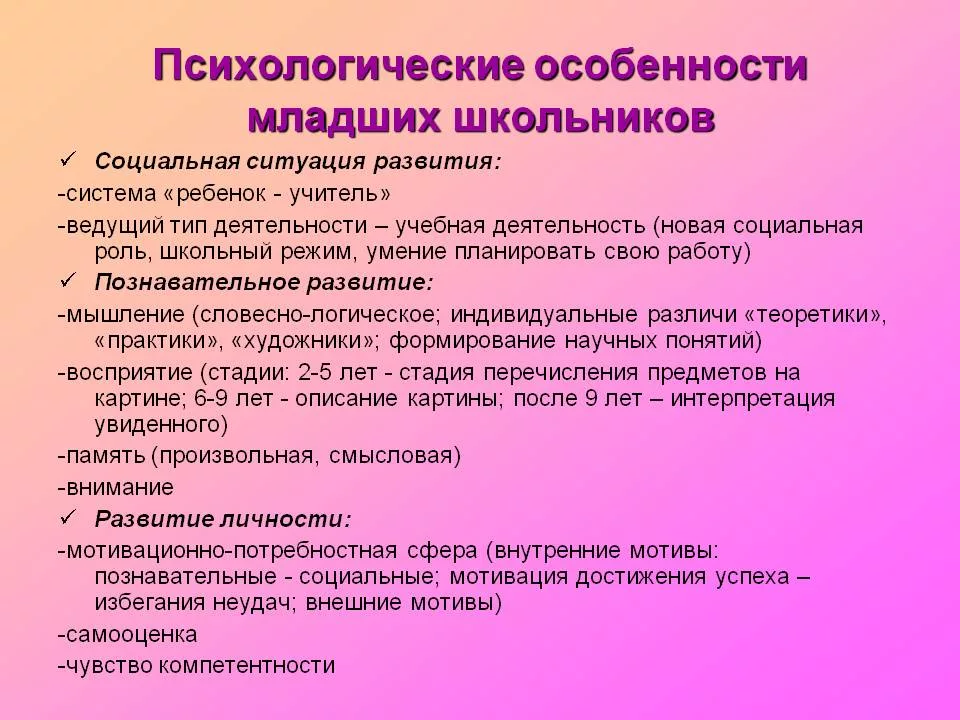 Психологические особенности
младших школьников
✓ Социальная ситуация развития:
-система «ребенок - учитель»
-ведущий тип деятельности – учебная деятельность (новая социальная
роль, школьный режим, умение планировать свою работу)
✓ Познавательное развитие:
-мышление (словесно-логическое; индивидуальные различи «теоретики»,
«практики», «художники»; формирование научных понятий)
-восприятие (стадии: 2-5 лет - стадия перечисления предметов на
картине; 6-9 лет - описание картины; после 9 лет – интерпретация
увиденного)
-память (произвольная, смысловая)
-внимание
✓ Развитие личности:
-мотивационно-потребностная сфера (внутренние мотивы:
познавательные - социальные; мотивация достижения успеха –
избегания неудач; внешние мотивы)
-самооценка
-чувство компетентности